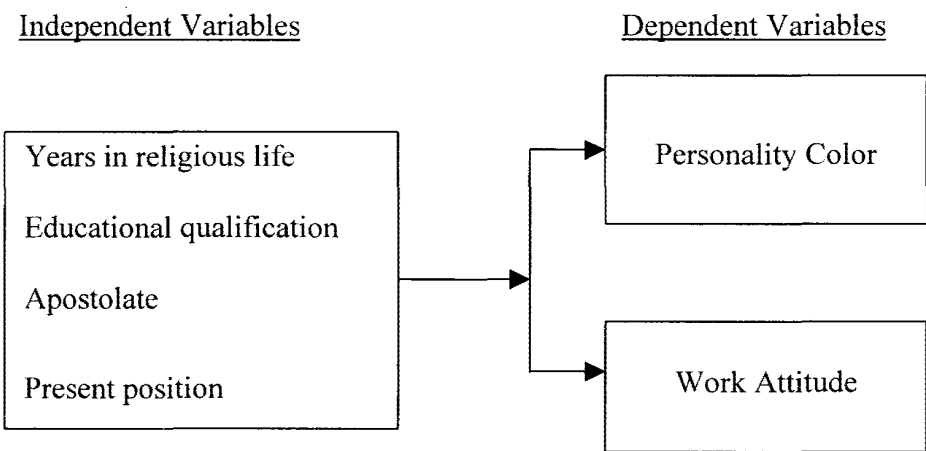 Independent Variables
Dependent Variables
Years in religious life
Educational qualification
Apostolate
Present position
Personality Color
Work Attitude